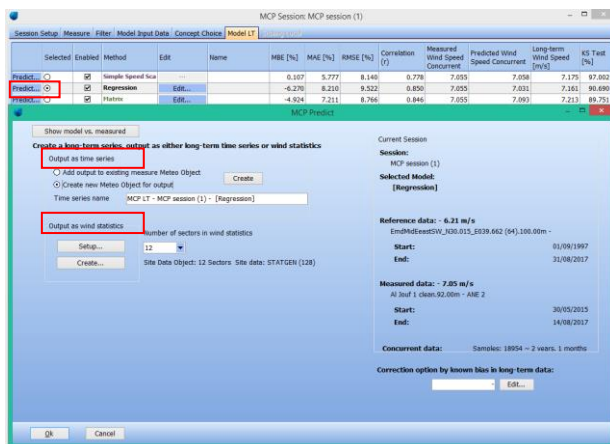 MCP Session: MCP session (1)
Session Setup Measure Filter Model Input Data Concept Choice Model LT
Selected Enabled Method Edit Name MBE [%] MAE [%] RMSE [%] Correlation (r) Measured Wind Speed Concurrent Predicted Wind Speed Concurrent Long-term Wind Speed [m/s] KS Test [%]
Predict... Simple Speed Sca ... 0.107 5.777 8.140 0.778 7.055 7.058 7.175 97.002
Predict... Regression Edit... -6.270 8.210 9.522 0.850 7.055 7.031 7.161 90.690
Predict... Matrix Edit... -4.924 7.211 8.766 0.846 7.055 7.093 7.213 89.751
MCP Predict
Show model vs. measured
Create a long-term series, output as either long-term time series or wind statistics
Output as time series
Add output to existing measure Meteo Object
Create new Meteo Object for output
Create
Time series name MCP LT - MCP session (1) - [Regression]
Output as wind statistics
Number of sectors in wind statistics
Setup... 12
Create... Site Data Object: 12 Sectors Site data: STATGEN (128)
Current Session
Session:
MCP session (1)
Selected Model:
[Regression]
Reference data: - 6.21 m/s
EmdMidEeastSW_N30.015_E039.662 (64).100.00m -
Start: 01/09/1997
End: 31/08/2017
Measured data: - 7.05 m/s
Al Jouf 1 clean.92.00m - ANE 2
Start: 30/05/2015
End: 14/08/2017
Concurrent data: Samples: 18954 ~ 2 years. 1 months
Correction option by known bias in long-term data:
Edit...
Ok Cancel